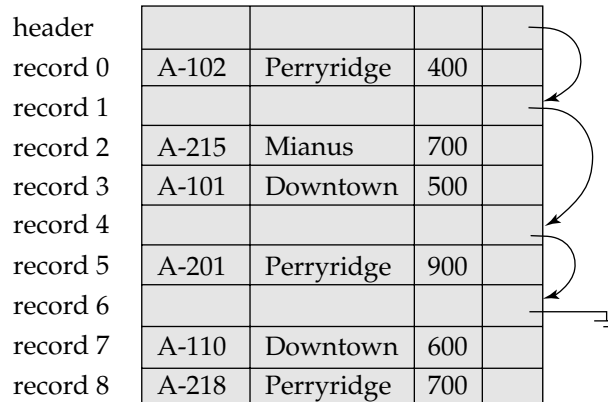 header
record 0 A-102 Perryridge 400
record 1
record 2 A-215 Mianus 700
record 3 A-101 Downtown 500
record 4
record 5 A-201 Perryridge 900
record 6
record 7 A-110 Downtown 600
record 8 A-218 Perryridge 700